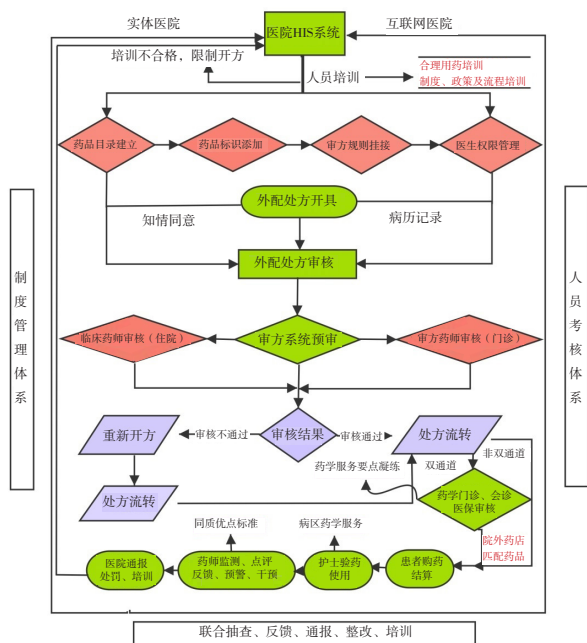 实体医院
医院HIS系统
互联网医院
培训不合格，限制开方
人员培训
合理用药培训
制度、政策及流程培训
药品目录建立
药品标识添加
审方规则挂接
医生权限管理
外配处方开具
知情同意
病历记录
外配处方审核
制度管理体系
人员考核体系
临床药师审核（住院）
审方系统预审
审方药师审核（门诊）
重新开方
审核不通过
审核结果
审核通过
处方流转
非双通道
药学服务要点凝练
双通道
处方流转
药学门诊、会诊
医保审核
同质优点标准
病区药学服务
院外药店
匹配药品
医院通报
处罚、培训
药师监测、点评
反馈、预警、干预
护士验药
使用
患者购药
结算
联合抽查、反馈、通报、整改、培训